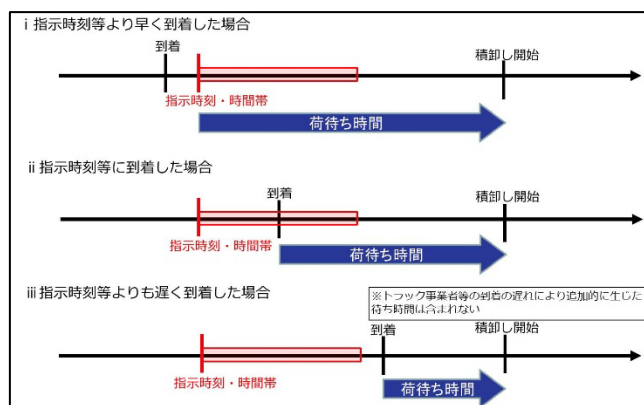 i 指示時刻等より早く到着した場合
到着
積卸し開始
指示時刻・時間帯
荷待ち時間
ii 指示時刻等に到着した場合
到着
積卸し開始
指示時刻・時間帯
荷待ち時間
iii 指示時刻等よりも遅く到着した場合
※トラック事業者等の到着の遅れにより追加的に生じた
待ち時間は含まれない
到着
積卸し開始
指示時刻・時間帯
荷待ち時間